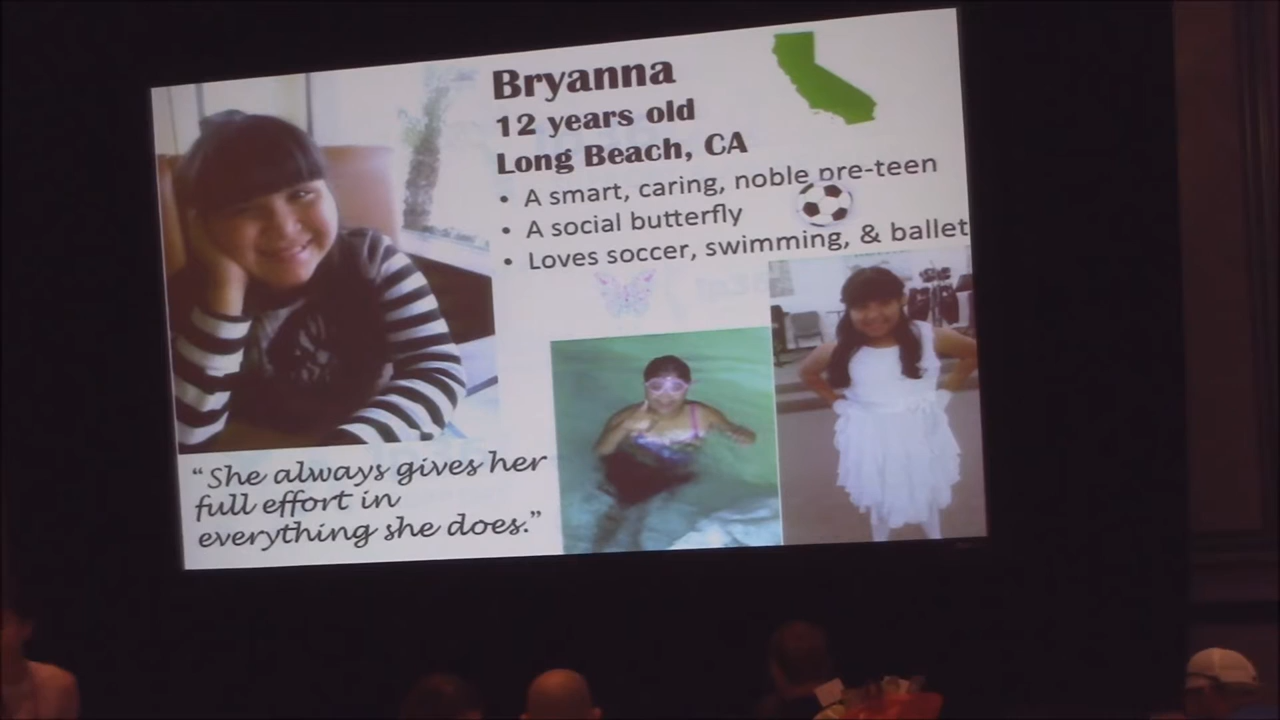 Bryanna
12 years old
Long Beach, CA
• A smart, caring, noble pre-teen
• A social butterfly
• Loves soccer, swimming, & ballet
“She always gives her
full effort in
everything she does.”